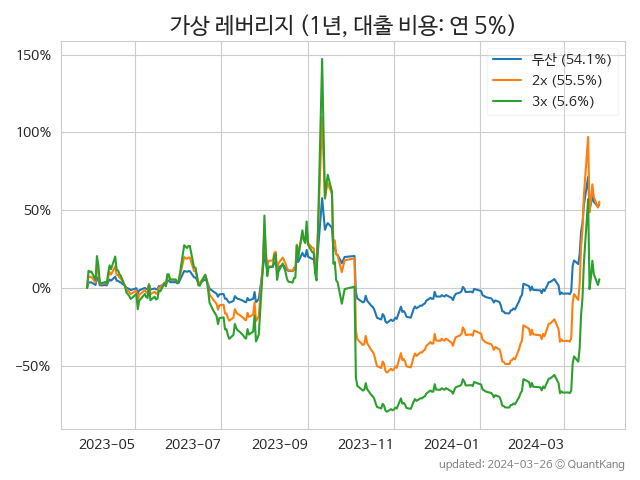 가상 레버리지 (1년, 대출 비용: 연 5%)
두산 (54.1%)
2x (55.5%)
3x (5.6%)
150%
100%
50%
0%
−50%
2023-05 2023-07 2023-09 2023-11 2024-01 2024-03
updated: 2024-03-26 ⓒ QuantKang